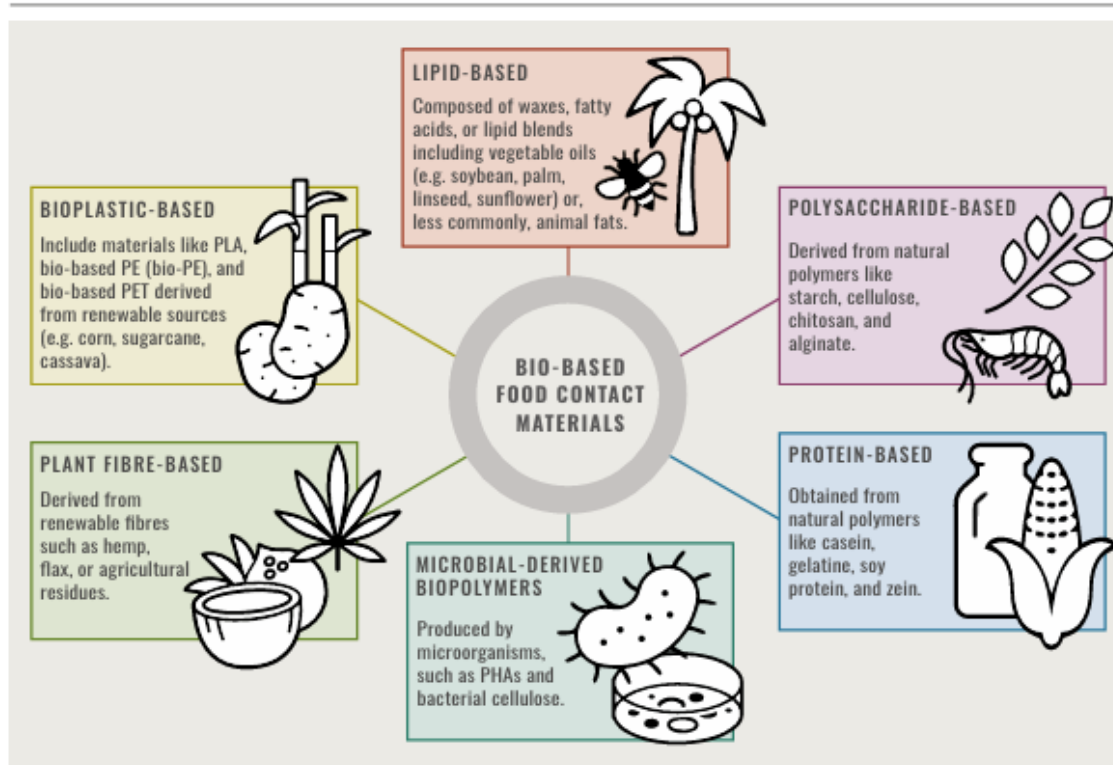 LIPID-BASED
Composed of waxes, fatty
acids, or lipid blends
including vegetable oils
(e.g. soybean, palm,
linseed, sunflower) or,
less commonly, animal fats.
BIOPLASTIC-BASED
Include materials like PLA,
bio-based PE (bio-PE), and
bio-based PET derived
from renewable sources
(e.g. corn, sugarcane,
cassava).
POLYSACCHARIDE-BASED
Derived from natural
polymers like
starch, cellulose,
chitosan, and
alginate.
BIO-BASED
FOOD CONTACT
MATERIALS
PLANT FIBRE-BASED
Derived from
renewable fibres
such as hemp,
flax, or agricultural
residues.
PROTEIN-BASED
Obtained from
natural polymers
like casein,
gelatine, soy
protein, and zein.
MICROBIAL-DERIVED
BIOPOLYMERS
Produced by
microorganisms,
such as PHAs and
bacterial cellulose.